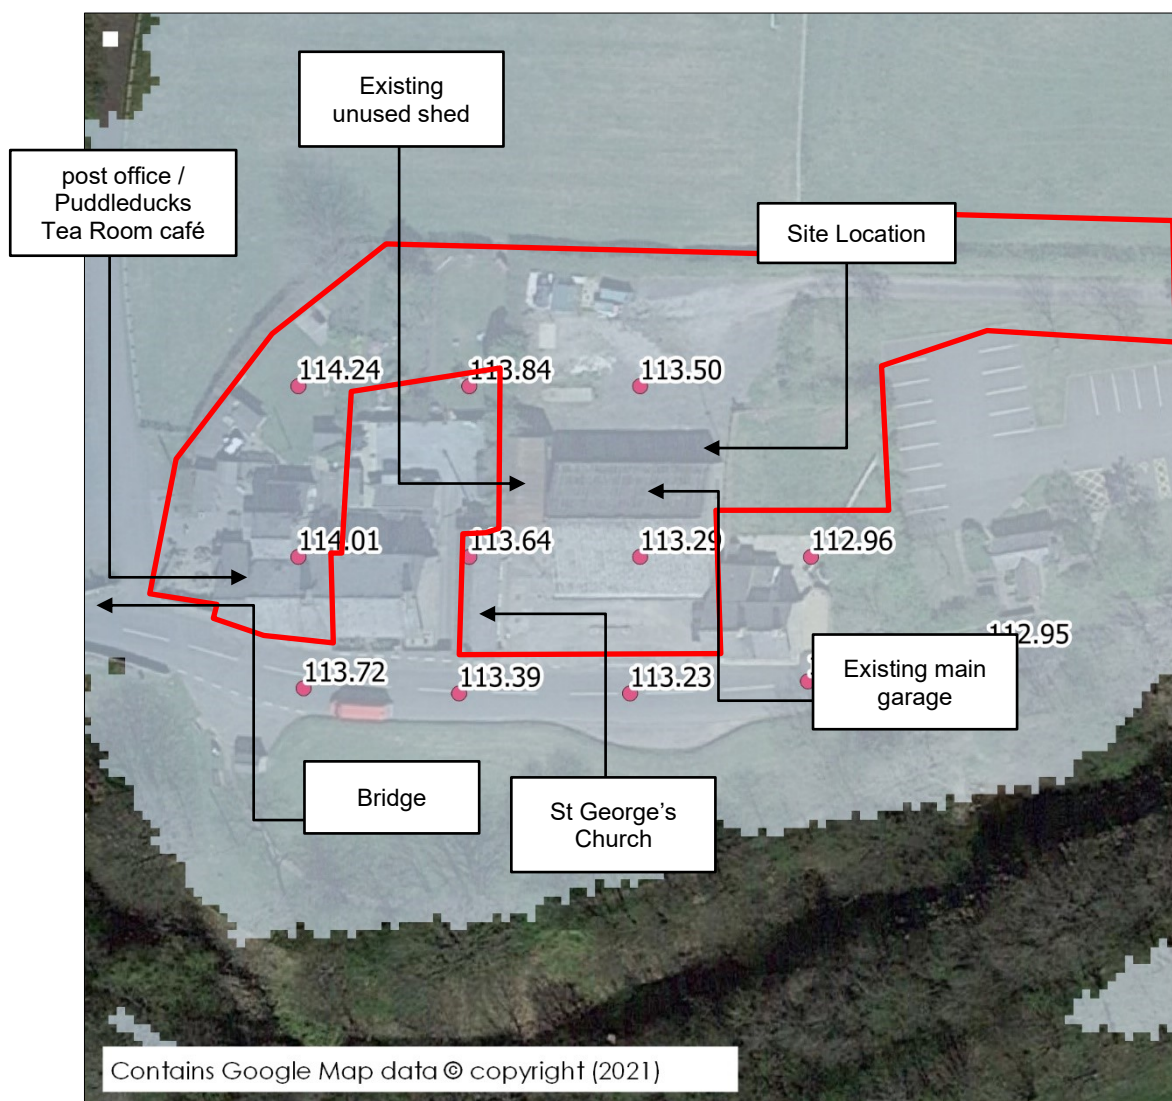 Existing
unused shed
post office /
Puddleducks
Tea Room café
Site Location
114.24
113.84
113.50
114.01
113.64
113.29
112.96
112.95
113.72
113.39
113.23
Existing main
garage
Bridge
St George's
Church
Contains Google Map data © copyright (2021)